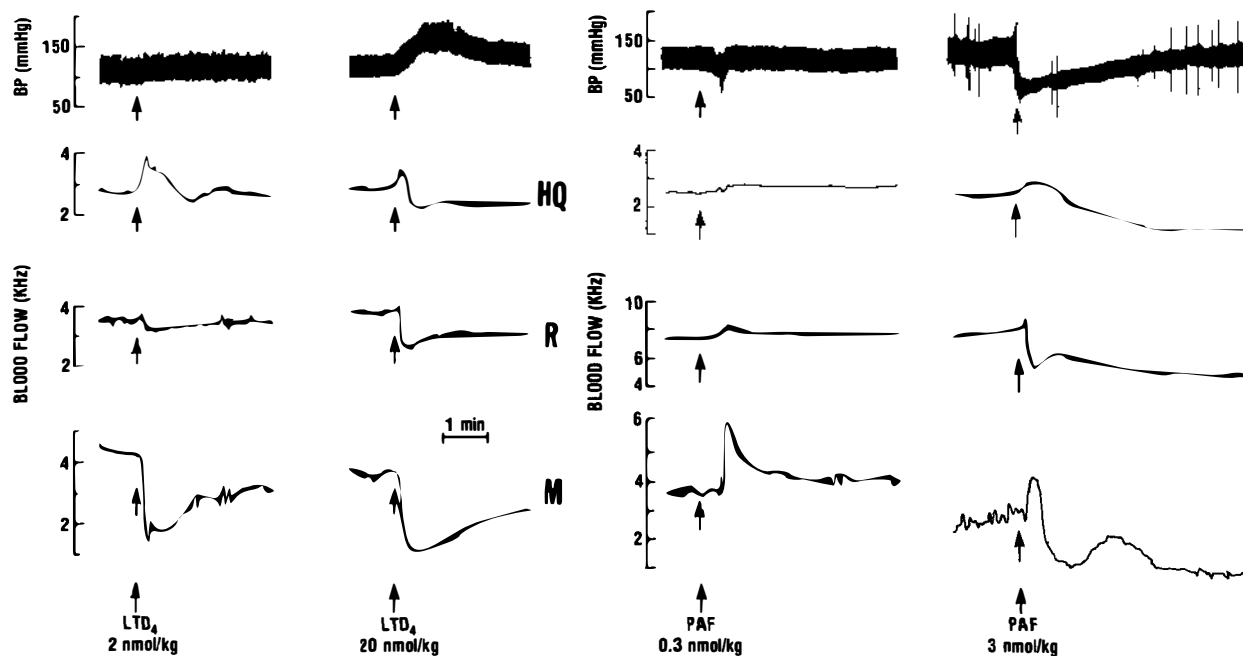 BP (mmHg)
150
50
4
2
HQ
BLOOD FLOW (KHz)
4
2
R
4
2
1 min
M
LTD₄
2 nmol/kg
LTD₄
20 nmol/kg
BP (mmHg)
150
50
4
2
BLOOD FLOW (KHz)
10
6
4
6
4
2
PAF
0.3 nmol/kg
PAF
3 nmol/kg